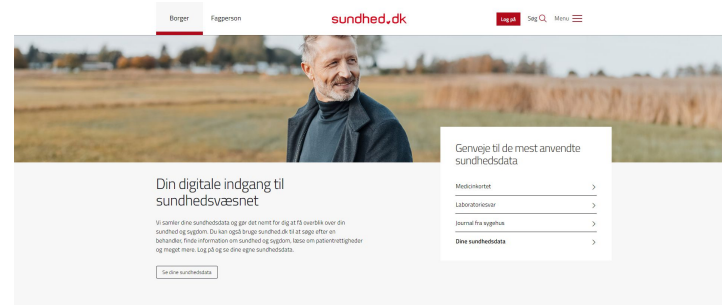 Borger
Fagperson
sundhed.dk
Log på
Søg
Menu
Genveje til de mest anvendte
sundhedsdata
Medicinkortet
Laboratoriesvar
Journal fra sygehus
Dine sundhedsdata
Din digitale indgang til
sundhedsvæsnet
Vi samler dine sundhedsdata og gør det nemt for dig at få overblik over din
sundhed og sygdom. Du kan også bruge sundhed.dk til at søge efter en
behandler, finde information om sundhed og sygdom, læse om patientrettigheder
og meget mere. Log på og se dine egne sundhedsdata.
Se dine sundhedsdata